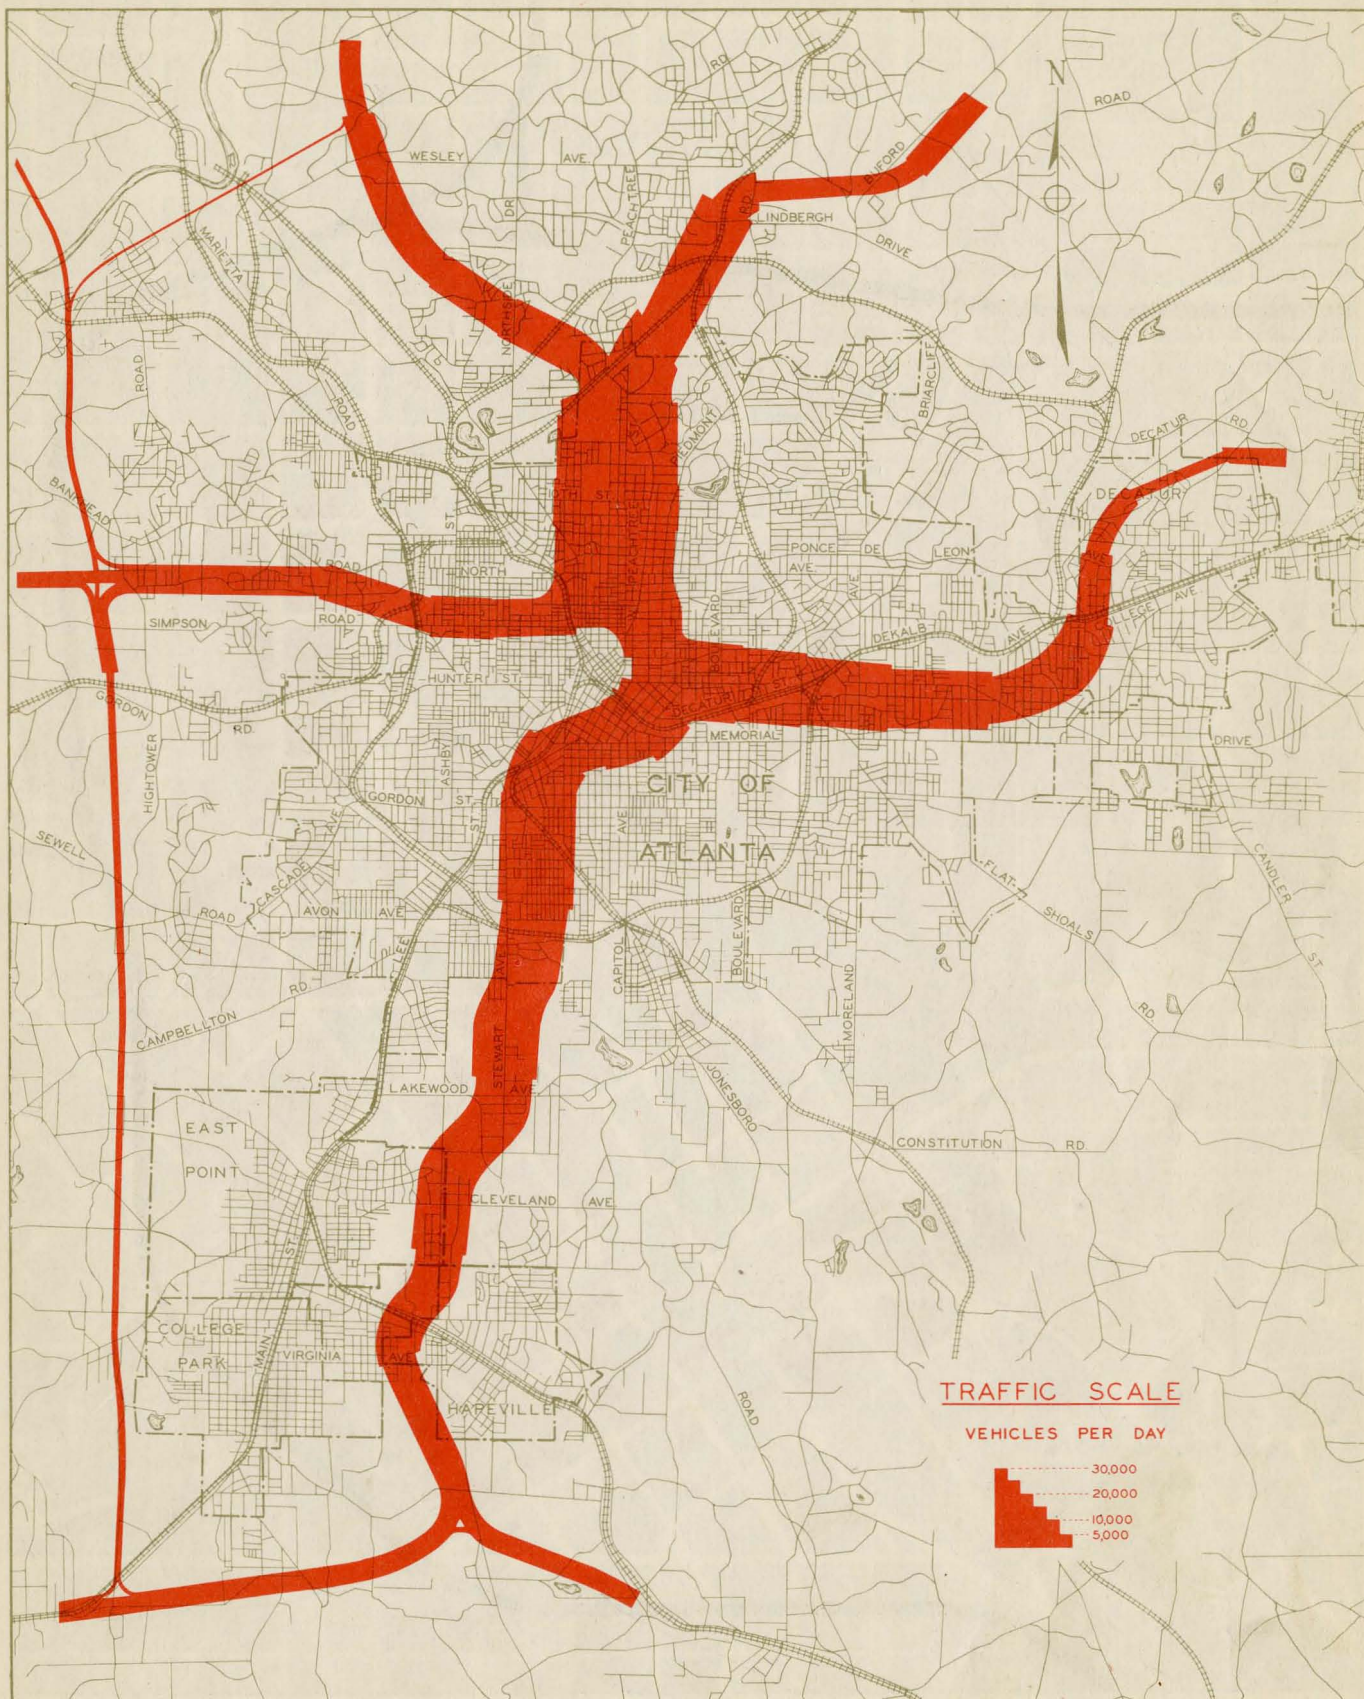 N
RD
ROAD
WESLEY AVE.
BUFORD
PEACHTREE
DR
RD.
LINDBERGH
DRIVE
MARIETTA
NORTHSIDE
ROAD
ROAD
BRIARCLIFF
PIEDMONT
ST.
DECATUR RD.
BANKHEAD
10TH ST.
DECATUR
ST.
PEACHTREE
PONCE DE LEON
AVE.
ROAD
NORTH
AVE
AVE
SIMPSON ROAD
BOULEVARD
DEKALB AVE.
COLLEGE AVE.
HUNTER ST.
GORDON
RD.
DECATUR ST.
MEMORIAL
DRIVE
HIGHTOWER
ASHBY
ST.
CITY OF
ATLANTA
GORDON ST.
AVE
SEWELL
ROAD
CASCADE
AVE
AVON AVE
FLAT
SHOALS
RD.
CANDLER
ST.
LEE
CAPITOL
BOULEVARD
MORELAND
CAMPBELLTON RD.
STEWART AVE
LAKEWOOD AVE
JONESBORO
EAST
POINT
CONSTITUTION RD.
CLEVELAND AVE.
MAIN ST.
COLLEGE
PARK
VIRGINIA AVE.
HAPEVILLE
ROAD
MAIN
TRAFFIC SCALE
VEHICLES PER DAY
30,000
20,000
10,000
5,000